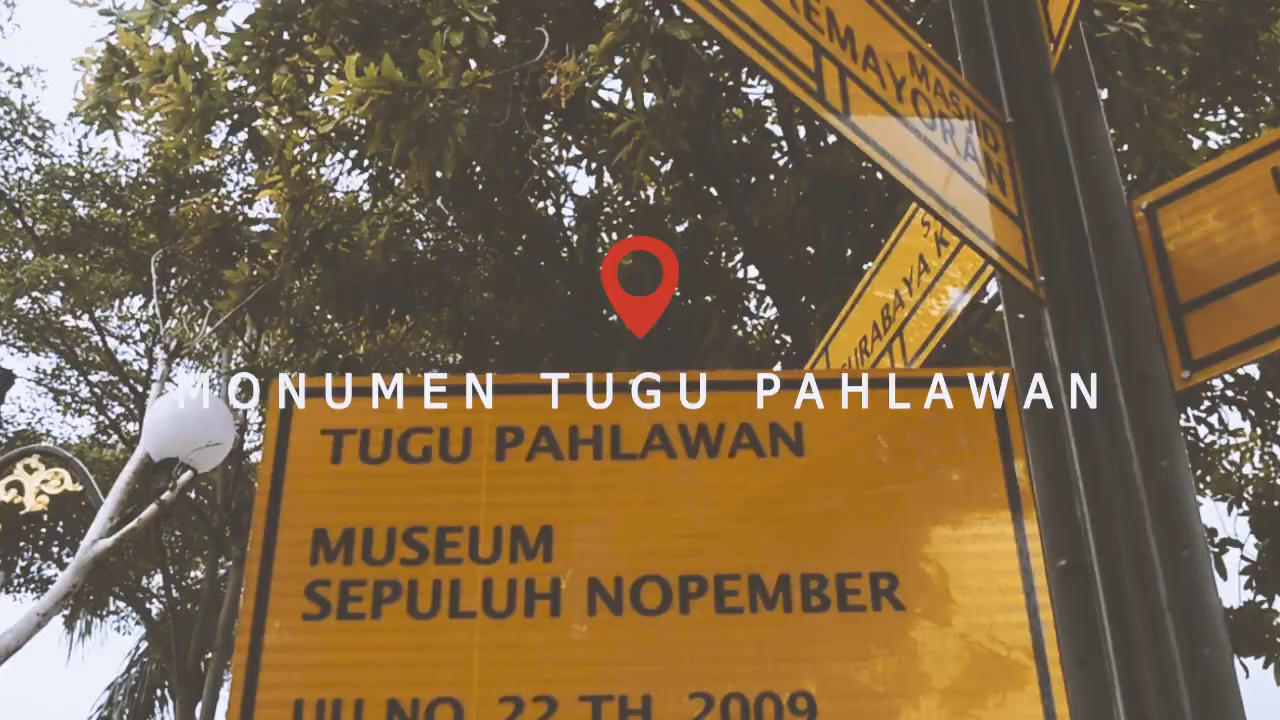 MASJID
KEMAYORAN
SURABAYA K
MONUMEN TUGU PAHLAWAN
TUGU PAHLAWAN
MUSEUM
SEPULUH NOPEMBER
UU NO. 22 TH. 2009